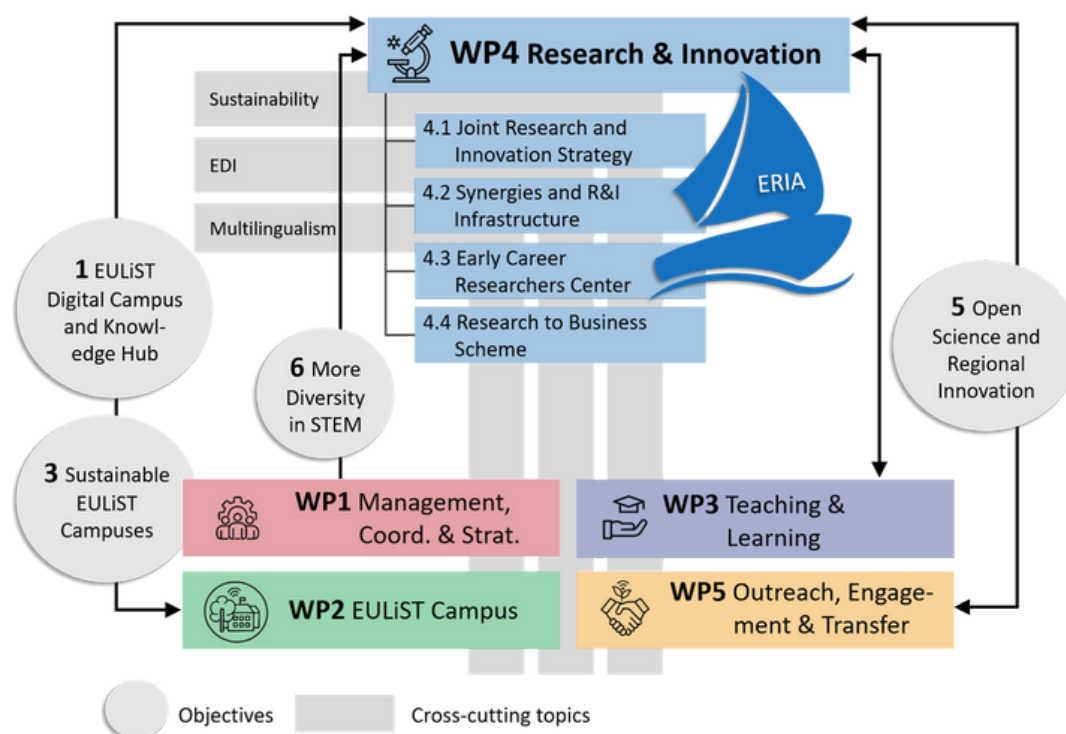 WP4 Research & Innovation
Sustainability
EDI
Multilingualism
4.1 Joint Research and
Innovation Strategy
4.2 Synergies and R&I
Infrastructure
4.3 Early Career
Researchers Center
4.4 Research to Business
Scheme
ERIA
1 EULiST
Digital Campus
and Knowl-
edge Hub
6 More
Diversity
in STEM
5 Open
Science and
Regional
Innovation
3 Sustainable
EULiST
Campuses
WP1 Management,
Coord. & Strat.
WP3 Teaching &
Learning
WP2 EULiST Campus
WP5 Outreach, Engage-
ment & Transfer
Objectives
Cross-cutting topics